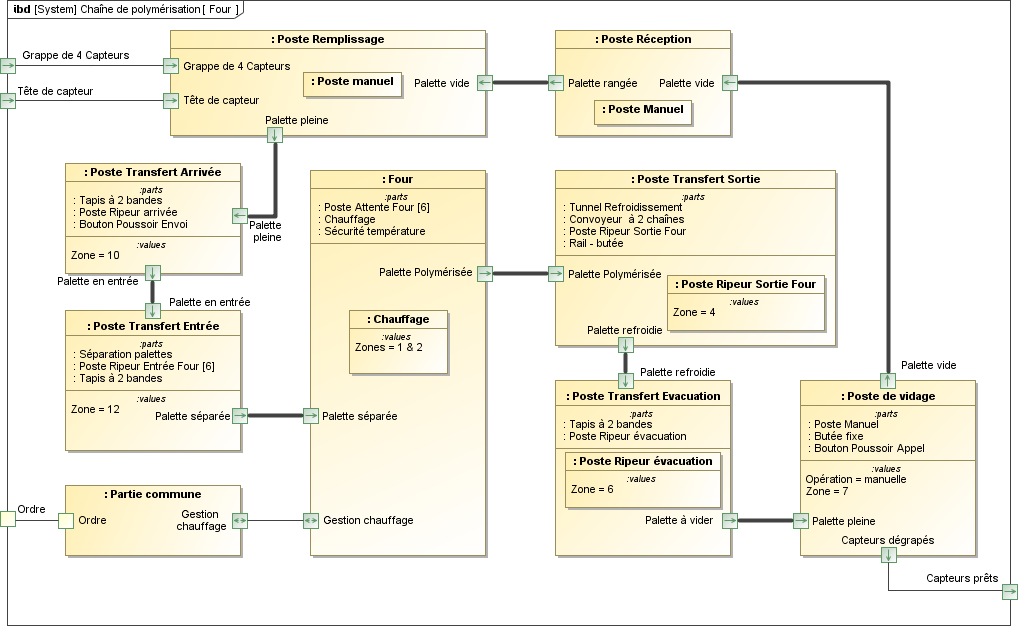 ibd [System] Chaîne de polymérisation[ Four ]
Grappe de 4 Capteurs
Tête de capteur
: Poste Remplissage
Grappe de 4 Capteurs
: Poste manuel
Palette vide
Tête de capteur
Palette pleine
: Poste Réception
Palette rangée
Palette vide
: Poste Manuel
: Poste Transfert Arrivée
:parts
: Tapis à 2 bandes
: Poste Ripeur arrivée
: Bouton Poussoir Envoi
:values
Zone = 10
Palette
pleine
Palette en entrée
Palette en entrée
: Poste Transfert Entrée
:parts
: Séparation palettes
: Poste Ripeur Entrée Four [6]
: Tapis à 2 bandes
:values
Zone = 12
Palette séparée
: Four
:parts
: Poste Attente Four [6]
: Chauffage
: Sécurité température
Palette Polymérisée
: Chauffage
:values
Zones = 1 & 2
Palette séparée
Gestion chauffage
: Poste Transfert Sortie
:parts
: Tunnel Refroidissement
: Convoyeur à 2 chaînes
: Poste Ripeur Sortie Four
: Rail - butée
Palette Polymérisée
: Poste Ripeur Sortie Four
:values
Zone = 4
Palette refroidie
Palette refroidie
: Poste Transfert Evacuation
:parts
: Tapis à 2 bandes
: Poste Ripeur évacuation
: Poste Ripeur évacuation
:values
Zone = 6
Palette à vider
Palette vide
: Poste de vidage
:parts
: Poste Manuel
: Butée fixe
: Bouton Poussoir Appel
:values
Opération = manuelle
Zone = 7
Palette pleine
Capteurs dégrapés
Capteurs prêts
Ordre
: Partie commune
Ordre
Gestion
chauffage